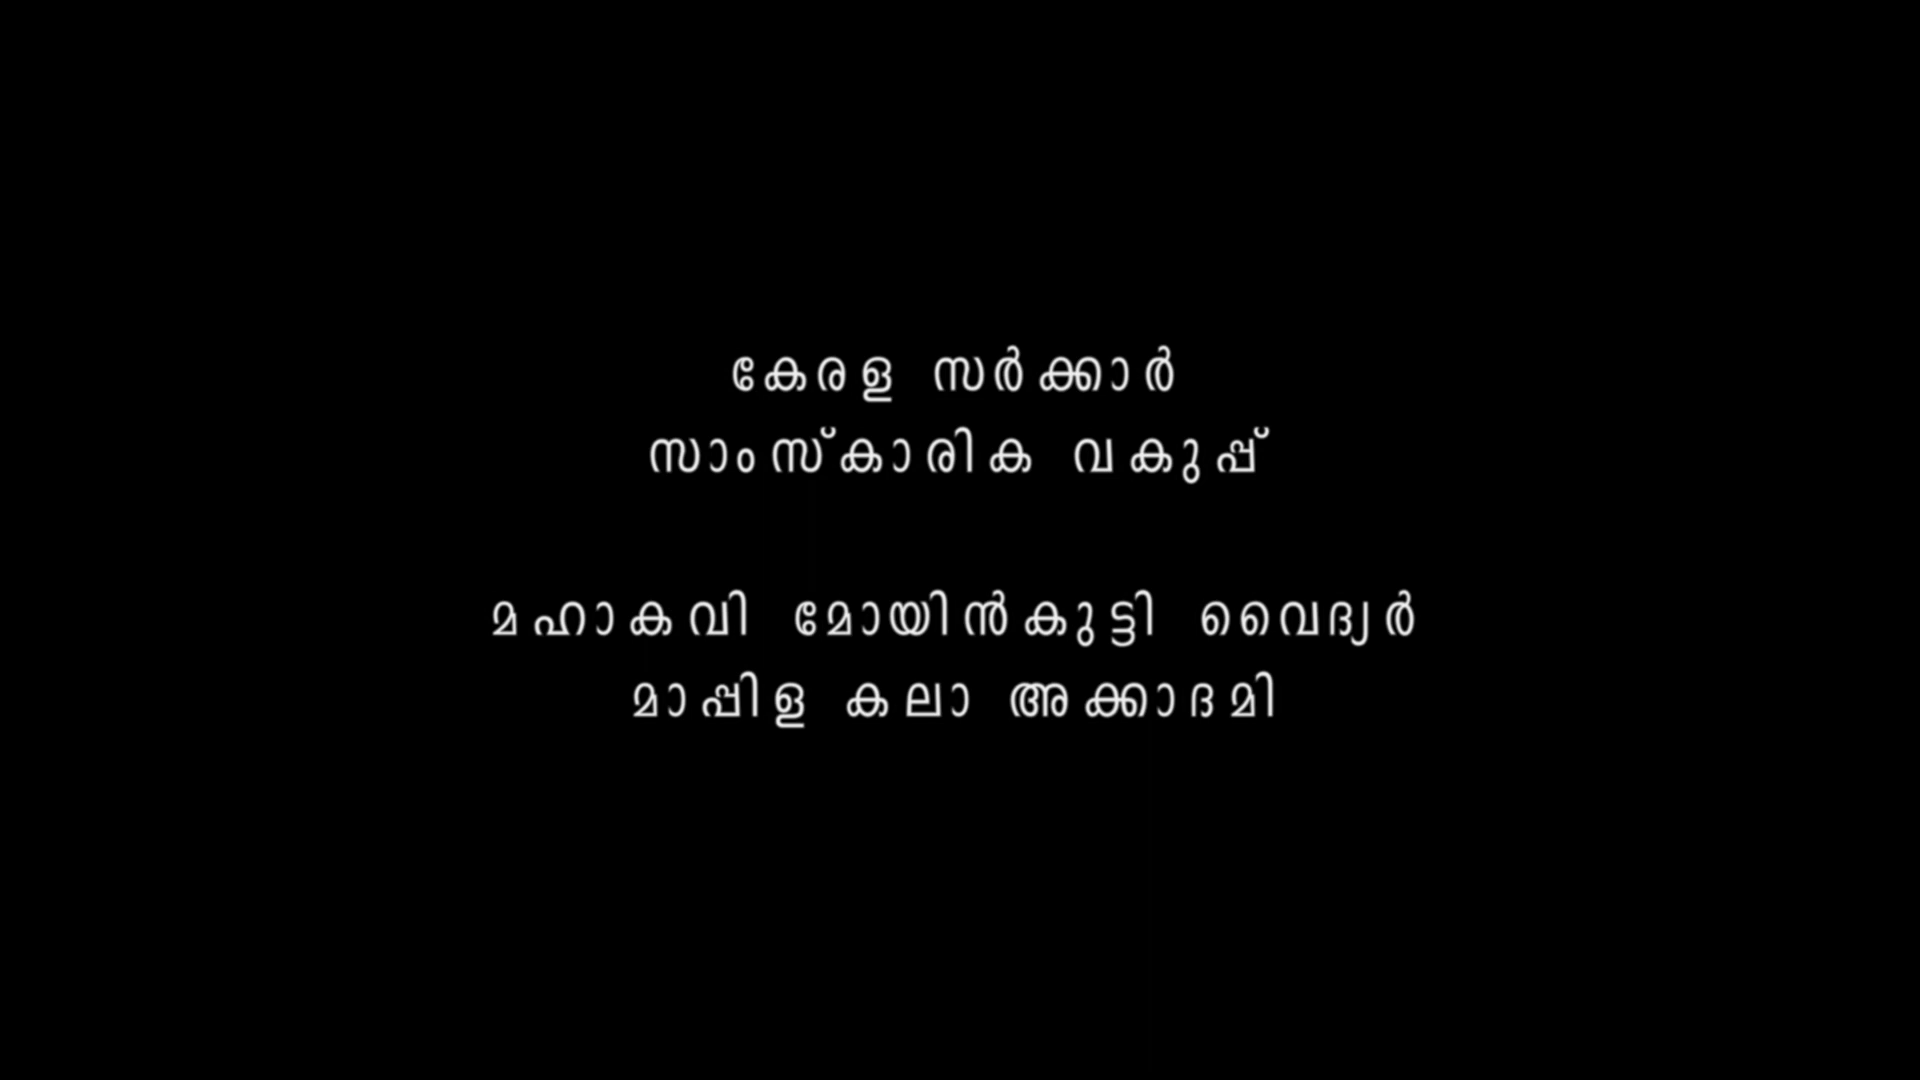 കേരള സർക്കാർ
സാംസ്കാരിക വകുപ്പ്
മഹാകവി മോയിൻകുട്ടി വൈദ്യർ
മാപ്പിള കലാ അക്കാദമി